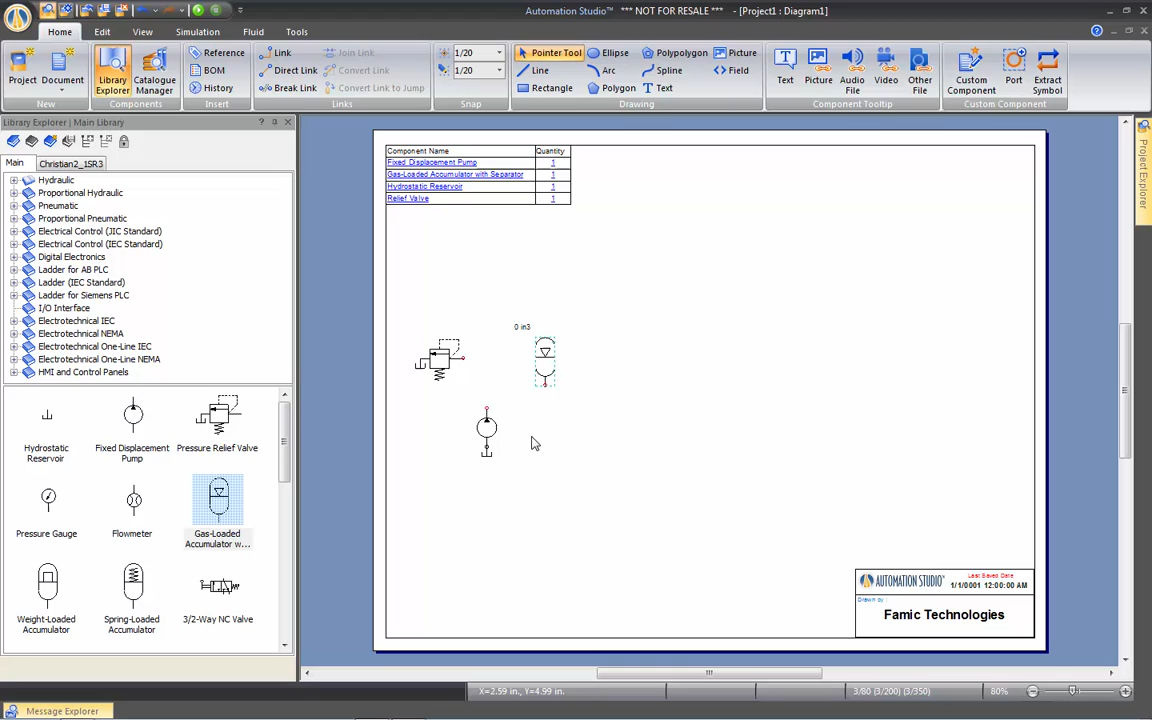 Automation Studio™ *** NOT FOR RESALE *** - [Project1 : Diagram1]
Home Edit View Simulation Fluid Link Tools
Project Document
New
Library Explorer Catalogue Manager
Components
Reference
BOM
History
Insert
Link Join Link
Direct Link Convert Link
Break Link Convert Link to Jump
Links
1/20
1/20
Snap
Pointer Tool Ellipse Polypolygon Picture
Line Arc Spline Field
Rectangle Polygon Text
Drawing
Text Picture Audio File Video Other File
Component Tooltip
Custom Component Port Extract Symbol
Custom Component
Library Explorer | Main Library
Main Christian2_1SR3
Hydraulic
Proportional Hydraulic
Pneumatic
Proportional Pneumatic
Electrical Control (JIC Standard)
Electrical Control (IEC Standard)
Digital Electronics
Ladder for AB PLC
Ladder (IEC Standard)
Ladder for Siemens PLC
I/O Interface
Electrotechnical IEC
Electrotechnical NEMA
Electrotechnical One-Line IEC
Electrotechnical One-Line NEMA
HMI and Control Panels
Hydrostatic Reservoir
Fixed Displacement Pump
Pressure Relief Valve
Pressure Gauge
Flowmeter
Gas-Loaded Accumulator w...
Weight-Loaded Accumulator
Spring-Loaded Accumulator
3/2-Way NC Valve
Component Name Quantity
Fixed Displacement Pump 1
Gas-Loaded Accumulator with Separator 1
Hydrostatic Reservoir 1
Relief Valve 1
0 in3
AUTOMATION STUDIO™
Last Saved Date
1/1/0001 12:00:00 AM
Drawn by :
Famic Technologies
Project Explorer
X=2.59 in., Y=4.99 in.
3/80 (3/200) (3/350)
80%
Message Explorer